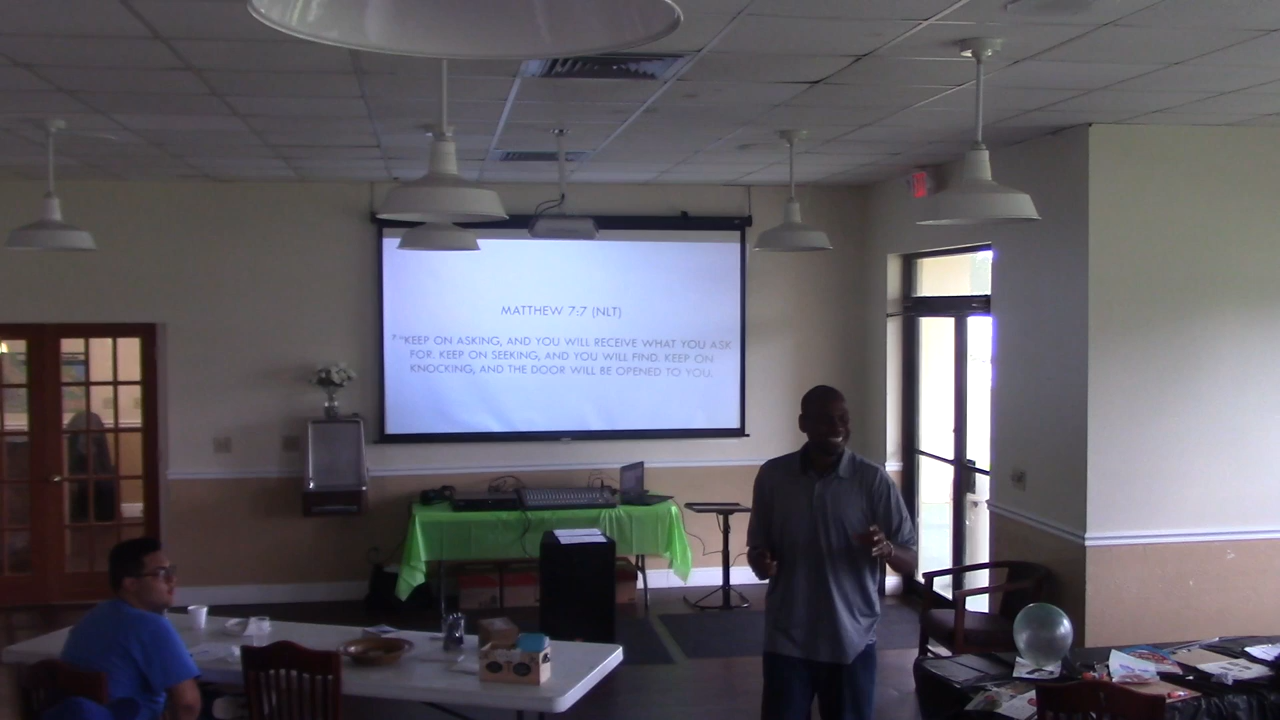 MATTHEW 7:7 (NLT)
7 "KEEP ON ASKING, AND YOU WILL RECEIVE WHAT YOU ASK
FOR. KEEP ON SEEKING, AND YOU WILL FIND. KEEP ON
KNOCKING, AND THE DOOR WILL BE OPENED TO YOU.